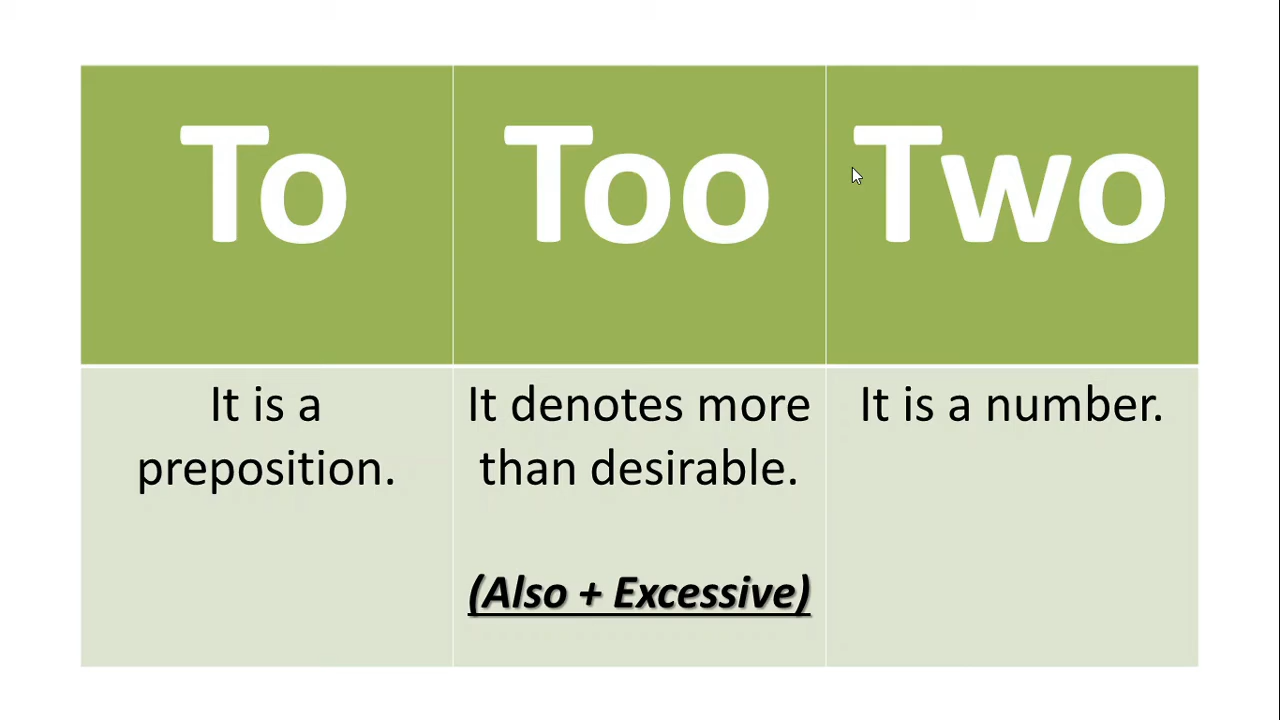 To
Too
Two
It is a
preposition.
It denotes more
than desirable.
(Also + Excessive)
It is a number.